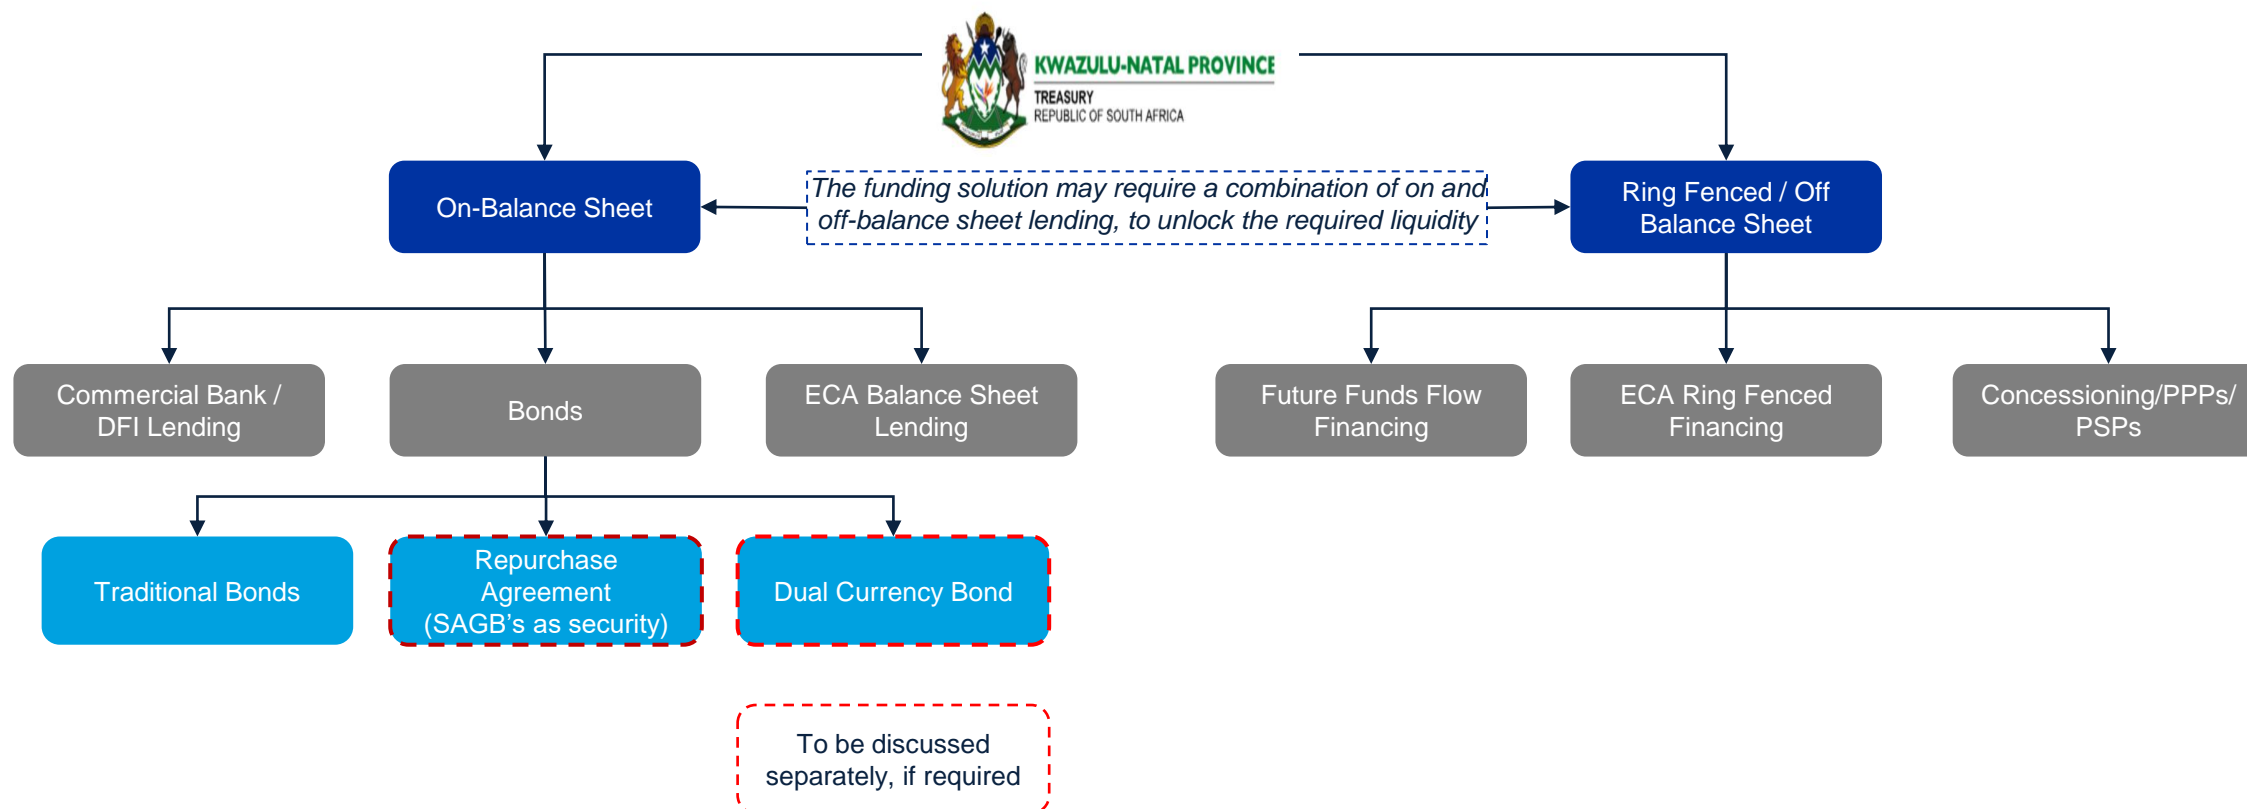 KWAZULU-NATAL PROVINCE
TREASURY
REPUBLIC OF SOUTH AFRICA
On-Balance Sheet
The funding solution may require a combination of on and
off-balance sheet lending, to unlock the required liquidity
Ring Fenced / Off
Balance Sheet
Commercial Bank /
DFI Lending
Bonds
ECA Balance Sheet
Lending
Future Funds Flow
Financing
ECA Ring Fenced
Financing
Concessioning/PPPs/
PSPs
Traditional Bonds
Repurchase
Agreement
(SAGB’s as security)
Dual Currency Bond
To be discussed
separately, if required